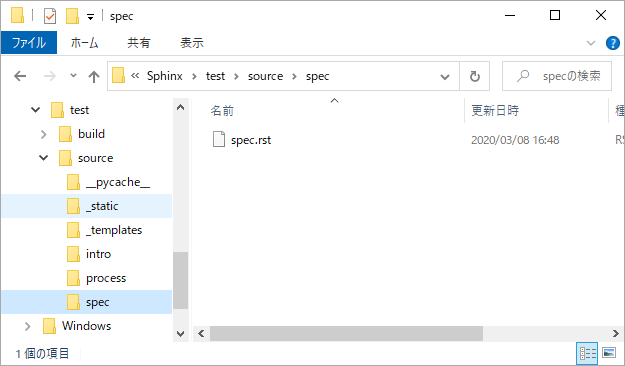 spec
ファイル ホーム 共有 表示
« Sphinx › test › source › spec specの検索
名前 更新日時 種
test
build
source
__pycache__
_static
_templates
intro
process
spec
Windows
spec.rst 2020/03/08 16:48 RS
1 個の項目